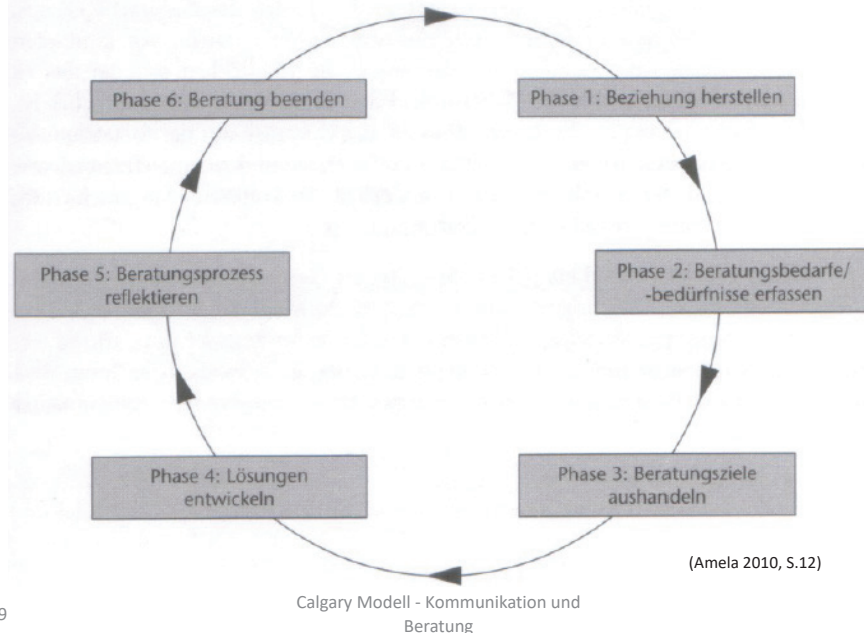 Phase 6: Beratung beenden
Phase 1: Beziehung herstellen
Phase 5: Beratungsprozess
reflektieren
Phase 2: Beratungsbedarfe/
-bedürfnisse erfassen
Phase 4: Lösungen
entwickeln
Phase 3: Beratungsziele
aushandeln
(Amela 2010, S.12)
9
Calgary Modell - Kommunikation und
Beratung